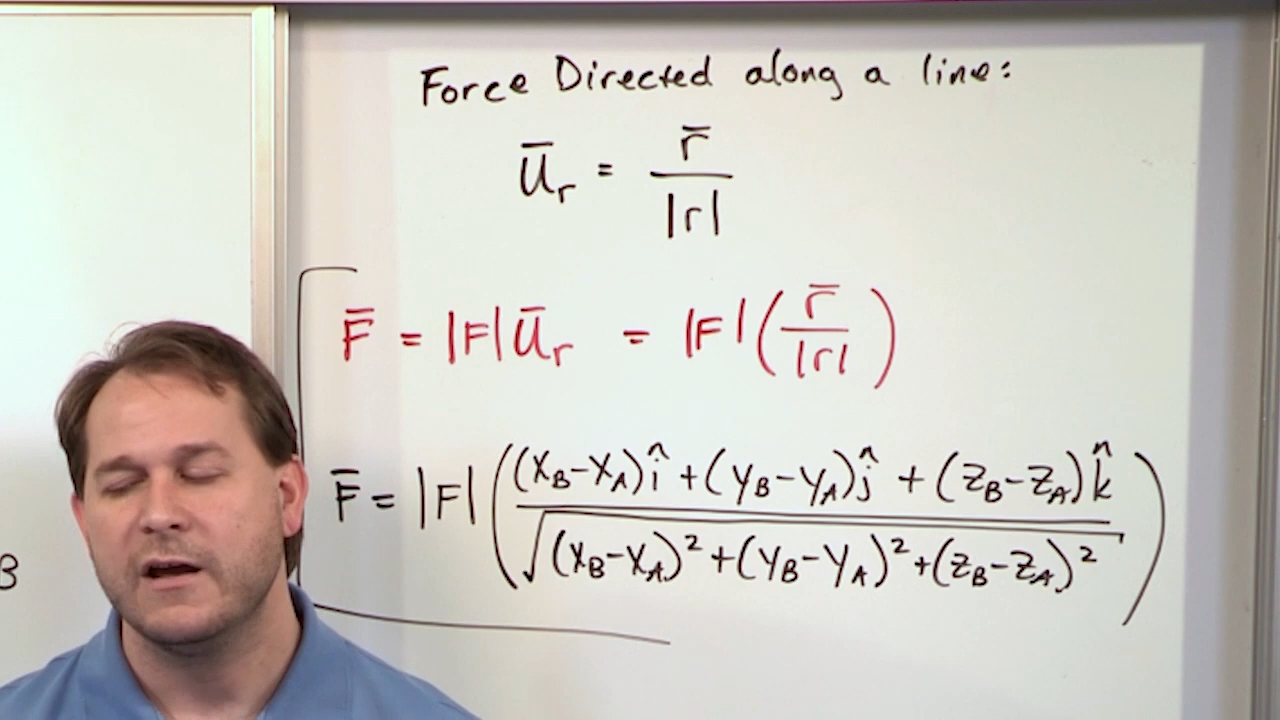 Force Directed along a line:
ū_r = r̄ / |r|
F̄ = |F| ū_r = |F| ( r̄ / |r| )
F̄ = |F| ( (x_B-x_A)î + (y_B-y_A)ĵ + (z_B-z_A)k̂ / √(x_B-x_A)² + (y_B-y_A)² + (z_B-z_A)² )
B